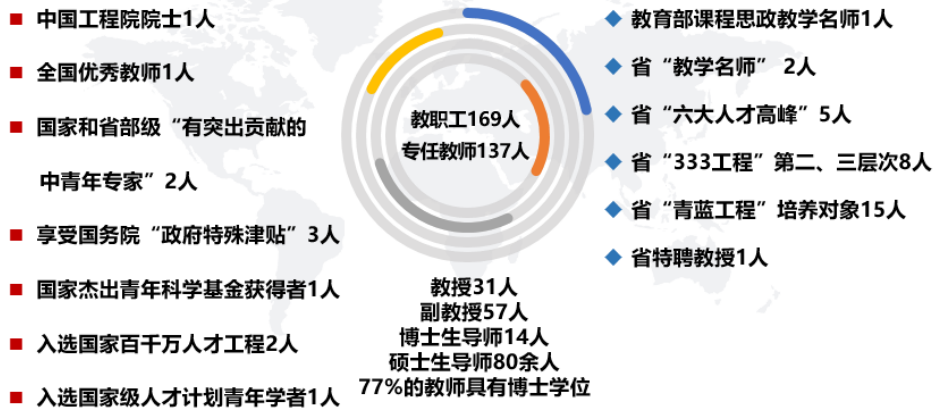 中国工程院院士1人
全国优秀教师1人
国家和省部级“有突出贡献的
中青年专家”2人
享受国务院“政府特殊津贴”3人
国家杰出青年科学基金获得者1人
入选国家百千万人才工程2人
入选国家级人才计划青年学者1人
教职工169人
专任教师137人
教授31人
副教授57人
博士生导师14人
硕士生导师80余人
77%的教师具有博士学位
教育部课程思政教学名师1人
省“教学名师” 2人
省“六大人才高峰”5人
省“333工程”第二、三层次8人
省“青蓝工程”培养对象15人
省特聘教授1人